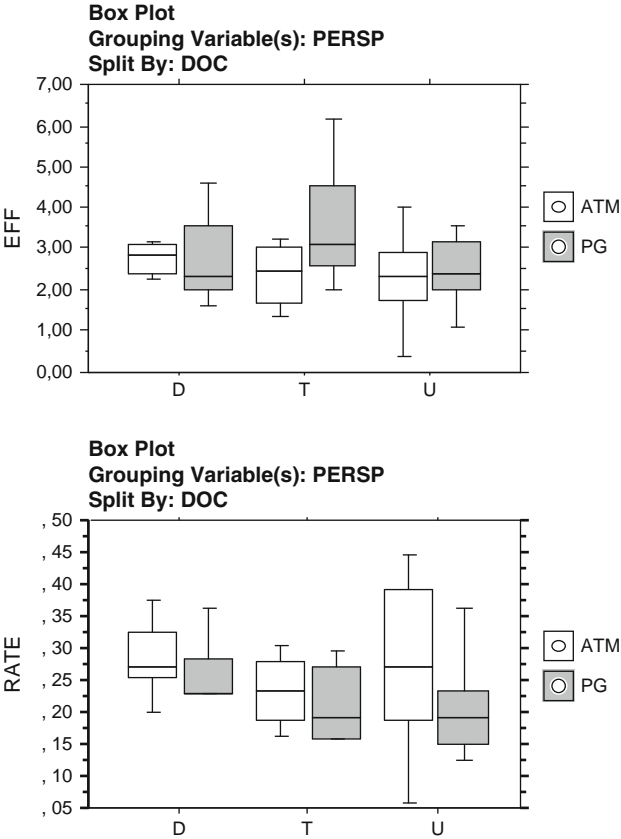 Box Plot
Grouping Variable(s): PERSP
Split By: DOC
7,00
6,00
5,00
4,00
3,00
2,00
1,00
0,00
EFF
D T U
ATM
PG
Box Plot
Grouping Variable(s): PERSP
Split By: DOC
, 50
, 45
, 40
, 35
, 30
, 25
, 20
, 15
, 10
, 05
RATE
D T U
ATM
PG